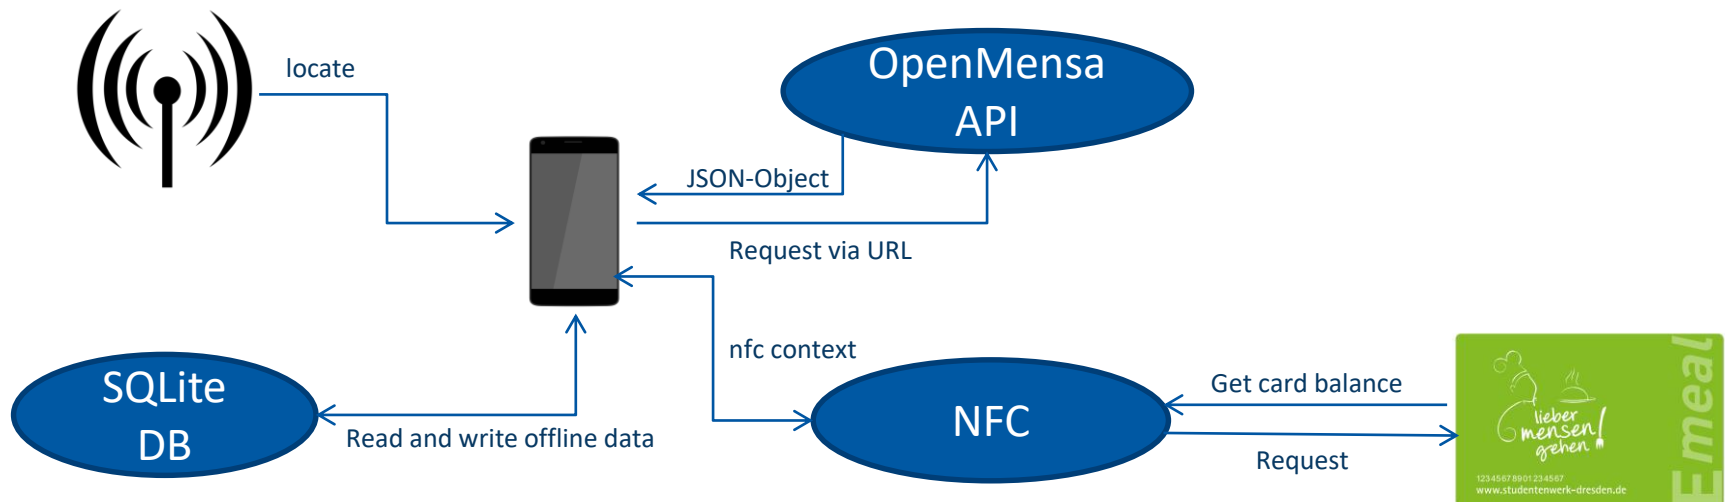 locate
OpenMensa
API
JSON-Object
Request via URL
nfc context
SQLite
DB
Read and write offline data
NFC
Get card balance
Request
lieber
mensen!
gehen
12345678901234567
www.studentenwerk-dresden.de
Emeal